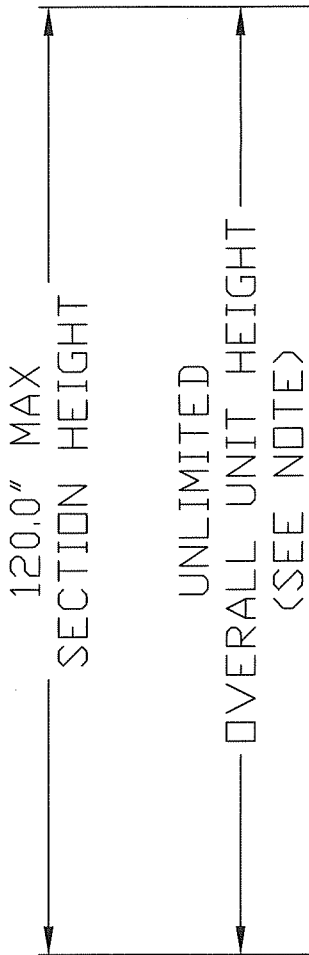 120.0" MAX
SECTION HEIGHT
UNLIMITED
OVERALL UNIT HEIGHT
(SEE NOTE)